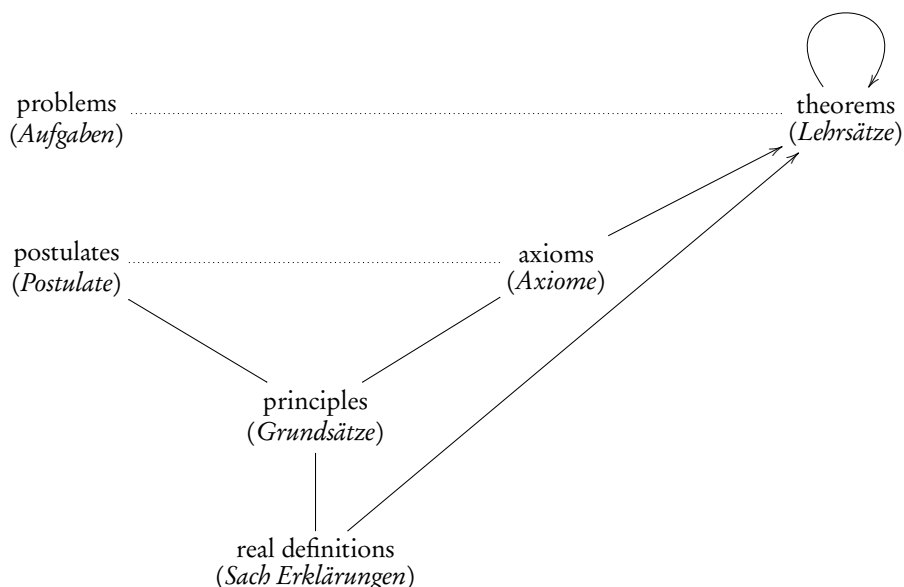 problems
(Aufgaben)
theorems
(Lehrsätze)
postulates
(Postulate)
axioms
(Axiome)
principles
(Grundsätze)
real definitions
(Sach Erklärungen)